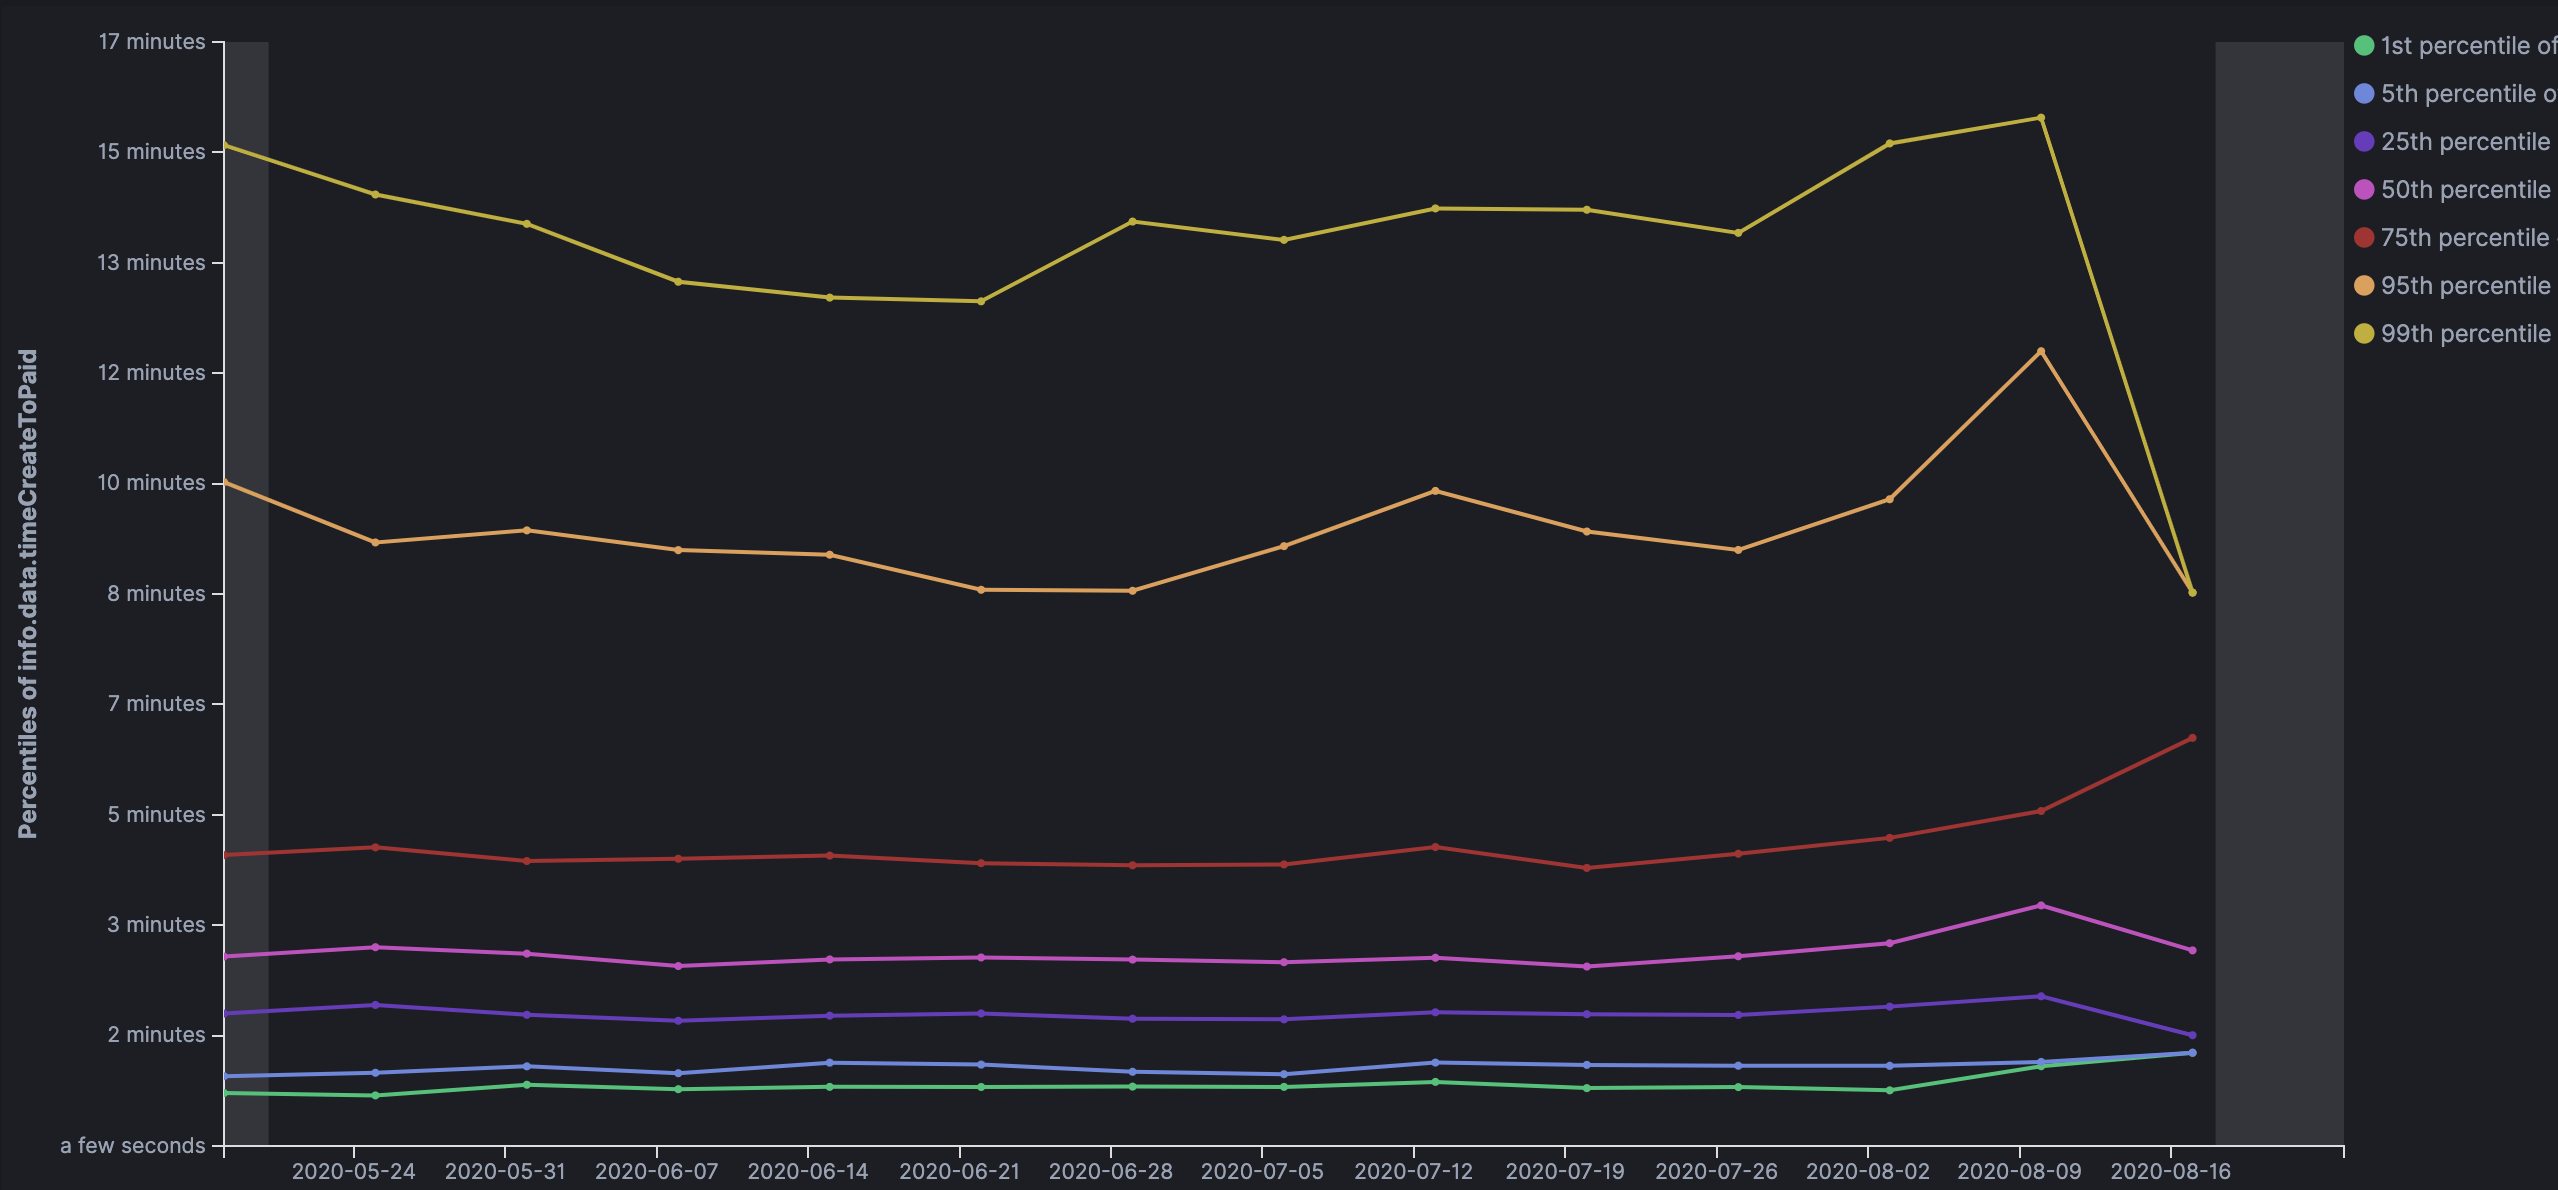 Percentiles of info.data.timeCreateToPaid
17 minutes
15 minutes
13 minutes
12 minutes
10 minutes
8 minutes
7 minutes
5 minutes
3 minutes
2 minutes
a few seconds
2020-05-24
2020-05-31
2020-06-07
2020-06-14
2020-06-21
2020-06-28
2020-07-05
2020-07-12
2020-07-19
2020-07-26
2020-08-02
2020-08-09
2020-08-16
1st percentile of
5th percentile o
25th percentile
50th percentile
75th percentile
95th percentile
99th percentile